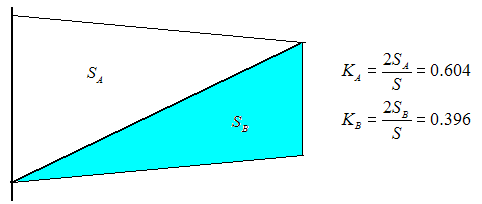 S_A
S_B
K_A = 2S_A / S = 0.604
K_B = 2S_B / S = 0.396